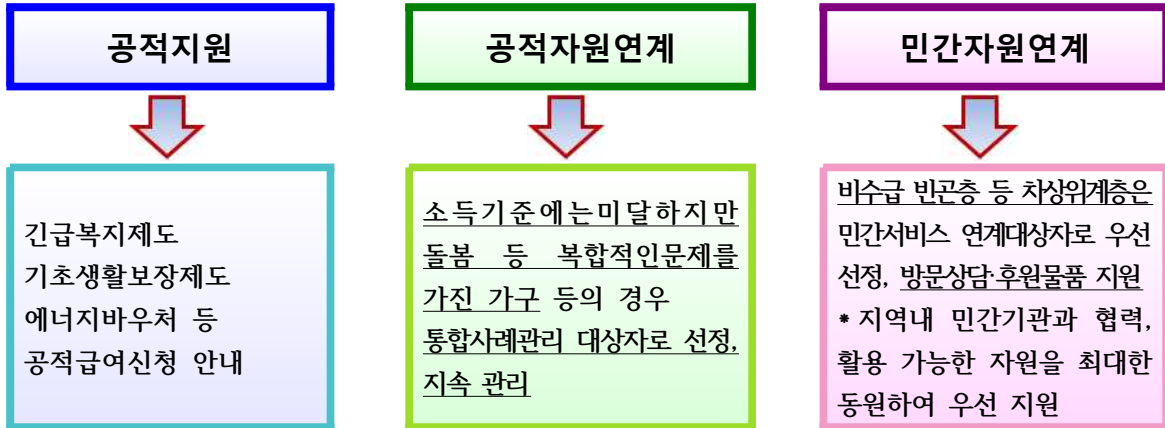 공적지원
긴급복지제도
기초생활보장제도
에너지바우처 등
공적급여신청 안내
공적자원연계
소득기준에는미달하지만
돌봄 등 복합적인문제를
가진 가구 등의 경우
통합사례관리 대상자로 선정,
지속 관리
민간자원연계
비수급 빈곤층 등 차상위계층은
민간서비스 연계대상자로 우선
선정, 방문상담·후원물품 지원
* 지역내 민간기관과 협력,
활용 가능한 자원을 최대한
동원하여 우선 지원